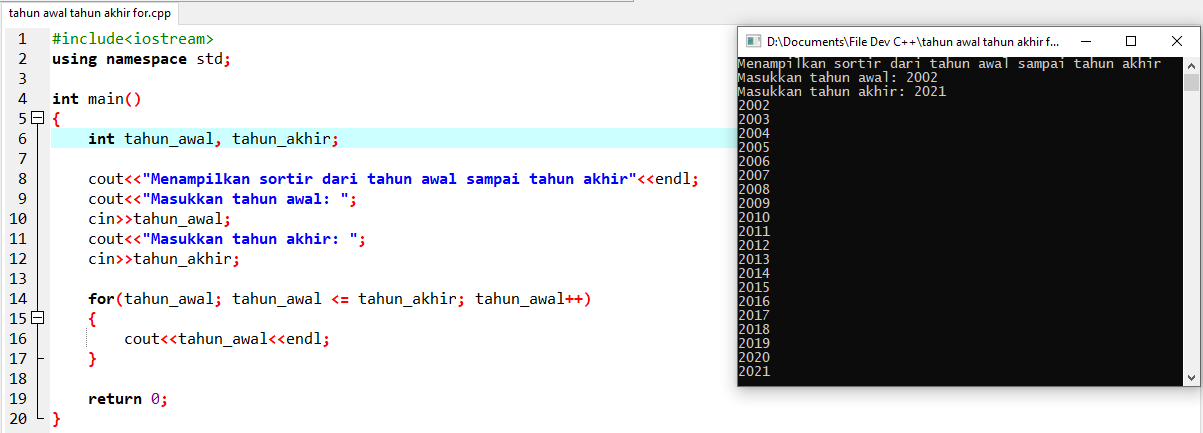 tahun awal tahun akhir for.cpp
1 #include<iostream>
2 using namespace std;
3
4 int main()
5 {
6 int tahun_awal, tahun_akhir;
7
8 cout<<"Menampilkan sortir dari tahun awal sampai tahun akhir"<<endl;
9 cout<<"Masukkan tahun awal: ";
10 cin>>tahun_awal;
11 cout<<"Masukkan tahun akhir: ";
12 cin>>tahun_akhir;
13
14 for(tahun_awal; tahun_awal <= tahun_akhir; tahun_awal++)
15 {
16 cout<<tahun_awal<<endl;
17 }
18
19 return 0;
20 }
D:\Documents\File Dev C++\tahun awal tahun akhir f...
Menampilkan sortir dari tahun awal sampai tahun akhir
Masukkan tahun awal: 2002
Masukkan tahun akhir: 2021
2002
2003
2004
2005
2006
2007
2008
2009
2010
2011
2012
2013
2014
2015
2016
2017
2018
2019
2020
2021